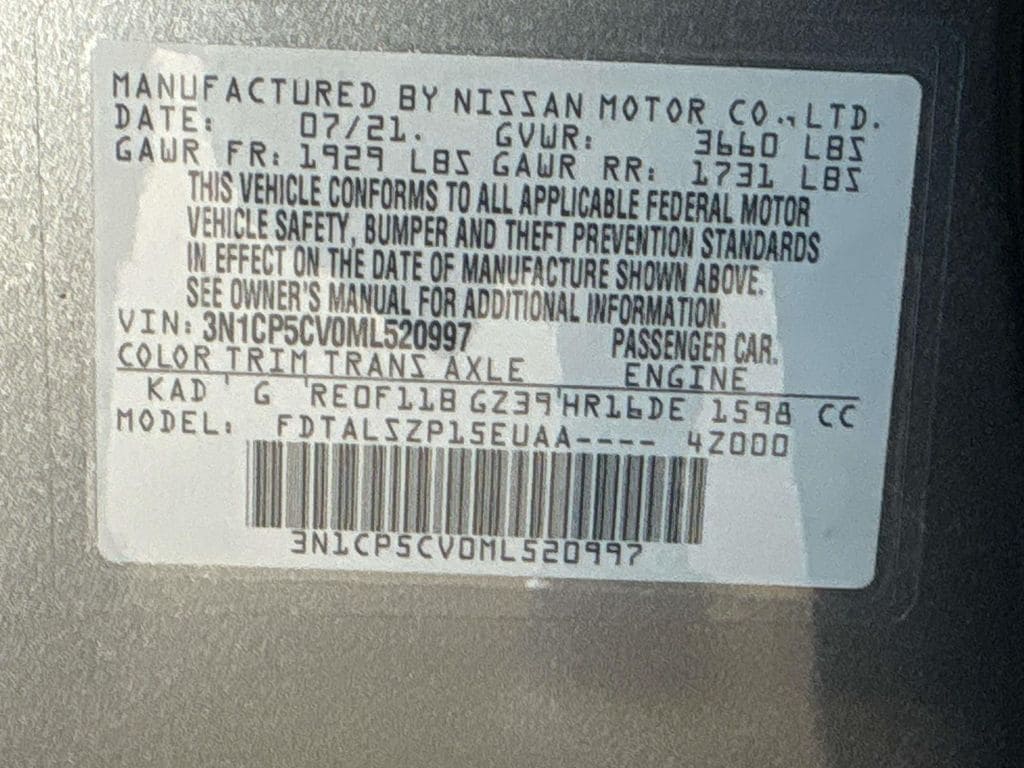 MANUFACTURED BY NISSAN MOTOR CO., LTD.
DATE: 07/21. GVWR: 3660 LBS
GAWR FR: 1929 LBS GAWR RR: 1731 LBS
THIS VEHICLE CONFORMS TO ALL APPLICABLE FEDERAL MOTOR
VEHICLE SAFETY, BUMPER AND THEFT PREVENTION STANDARDS
IN EFFECT ON THE DATE OF MANUFACTURE SHOWN ABOVE.
SEE OWNER'S MANUAL FOR ADDITIONAL INFORMATION.
VIN: 3N1CP5CV0ML520997 PASSENGER CAR.
COLOR TRIM TRANS AXLE ENGINE
KAD ' G 'RE0F11B GZ39'HR16DE 1598 CC
MODEL: FDTALSZP15EUAA---- 4Z000
3N1CP5CV0ML520997